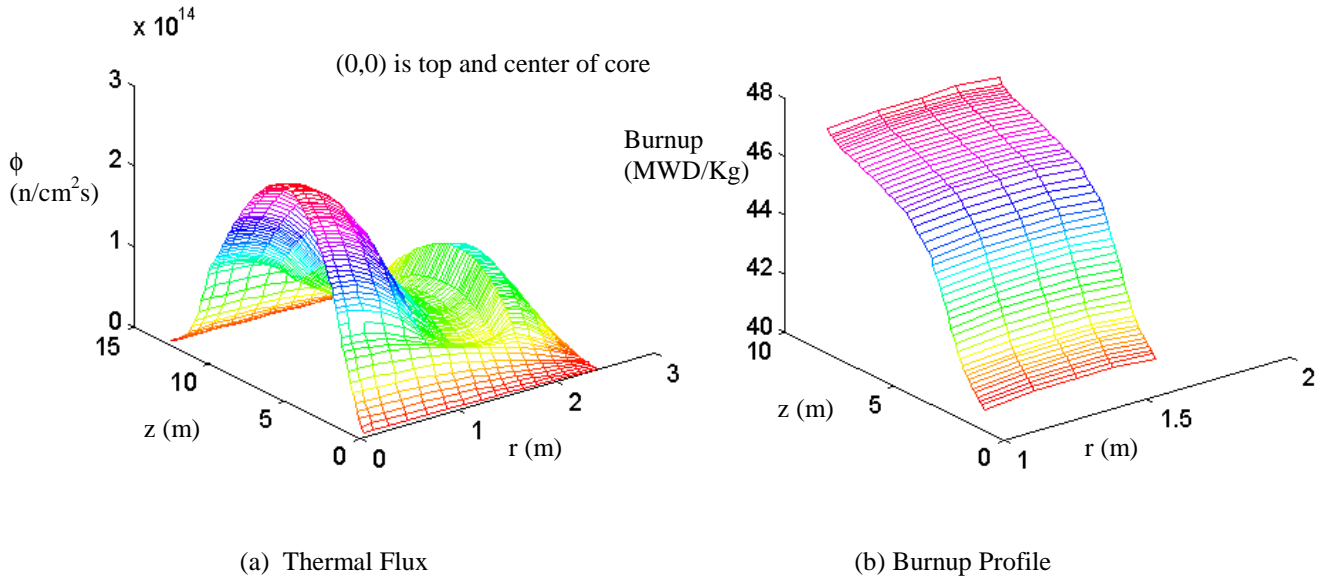 x 10^14
(0,0) is top and center of core
3
2
1
0
ϕ
(n/cm^2s)
15
10
5
0
z (m)
0
1
2
3
r (m)
48
46
44
42
40
Burnup
(MWD/Kg)
10
5
0
z (m)
1
1.5
2
r (m)
(a) Thermal Flux
(b) Burnup Profile